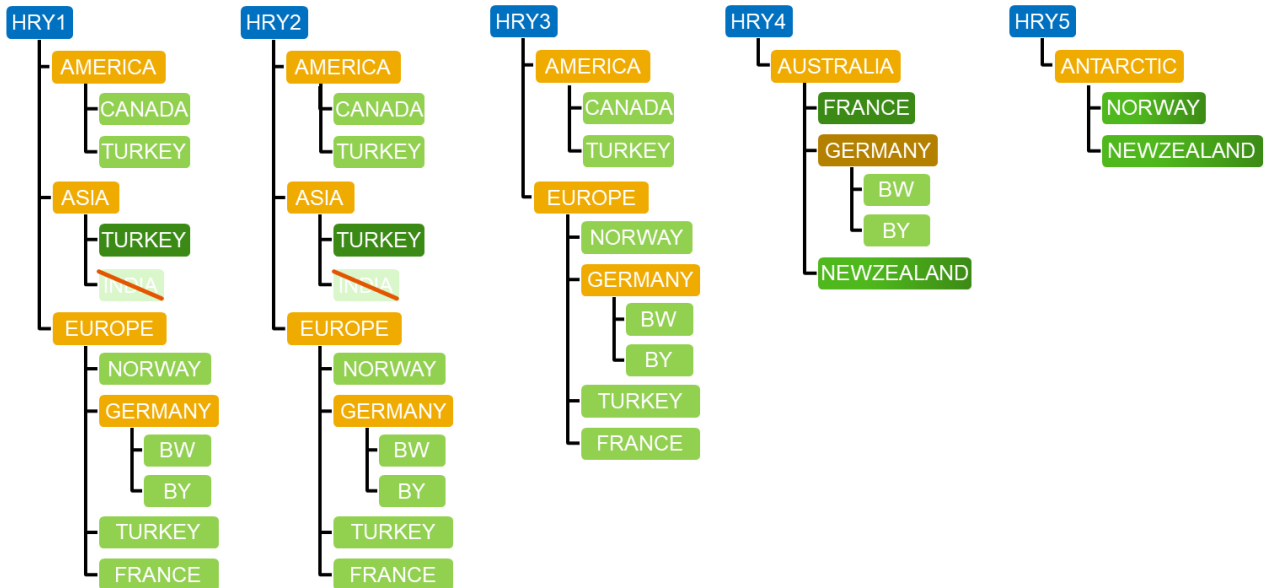 HRY1
AMERICA
CANADA
TURKEY
ASIA
TURKEY
INDIA
EUROPE
NORWAY
GERMANY
BW
BY
TURKEY
FRANCE
HRY2
AMERICA
CANADA
TURKEY
ASIA
TURKEY
INDIA
EUROPE
NORWAY
GERMANY
BW
BY
TURKEY
FRANCE
HRY3
AMERICA
CANADA
TURKEY
EUROPE
NORWAY
GERMANY
BW
BY
TURKEY
FRANCE
HRY4
AUSTRALIA
FRANCE
GERMANY
BW
BY
NEWZEALAND
HRY5
ANTARCTIC
NORWAY
NEWZEALAND